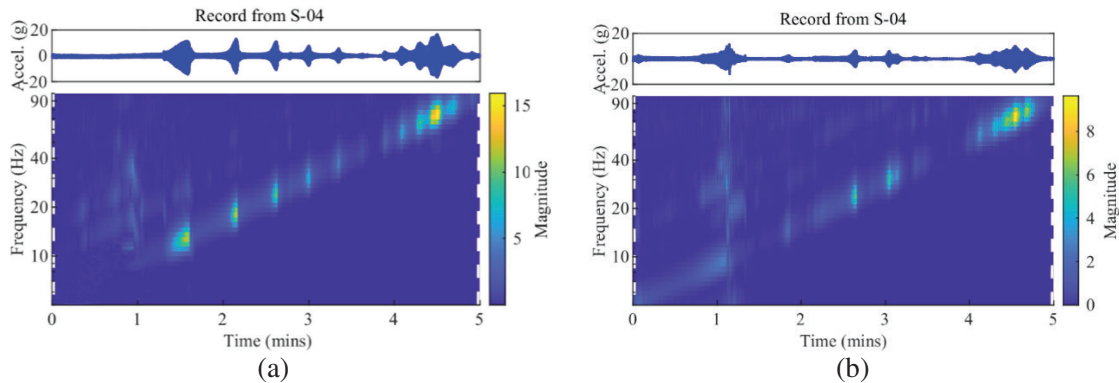 Record from S-04
Accel. (g)
20
0
-20
Frequency (Hz)
90
40
20
10
0 1 2 3 4 5
Time (mins)
15
10
5
Magnitude
(a)
Record from S-04
Accel. (g)
20
0
-20
Frequency (Hz)
90
40
20
10
0 1 2 3 4 5
Time (mins)
8
6
4
2
0
Magnitude
(b)